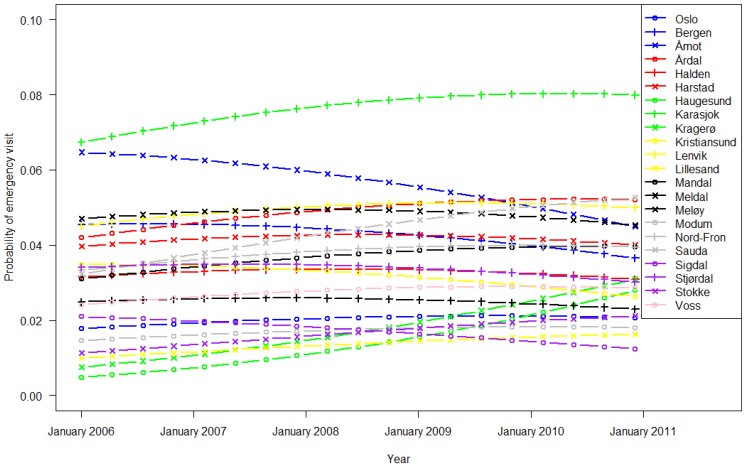 0.10
0.08
0.06
0.04
0.02
0.00
Probability of emergency visit
January 2006
January 2007
January 2008
January 2009
January 2010
January 2011
Year
Oslo
Bergen
Åmot
Årdal
Halden
Harstad
Haugesund
Karasjok
Kragerø
Kristiansund
Lenvik
Lillesand
Mandal
Meldal
Meløy
Modum
Nord-Fron
Sauda
Sigdal
Stjørdal
Stokke
Voss